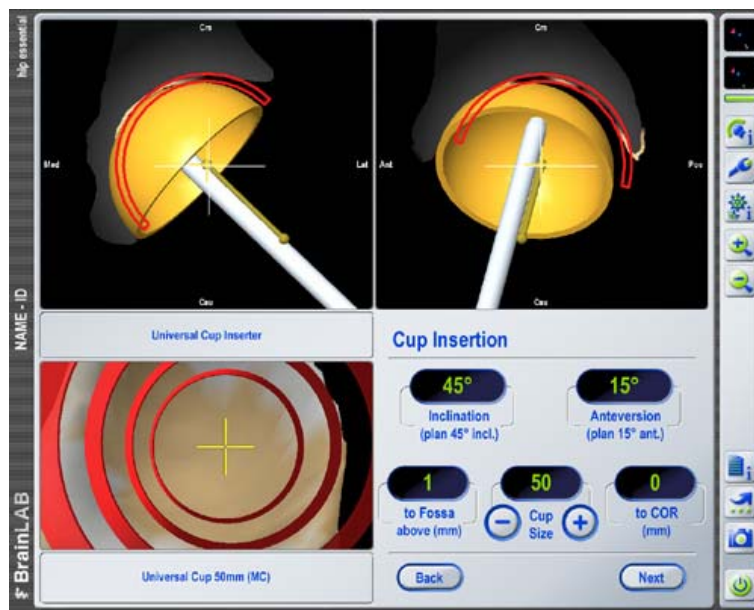 hip essential
NAME - ID
BrainLAB
Crn
Med
Lat
Cau
Crn
Ant
Pos
Cau
Universal Cup Inserter
Universal Cup 50mm (MC)
Cup Insertion
45°
Inclination
(plan 45° incl.)
15°
Anteversion
(plan 15° ant.)
1
to Fossa
above (mm)
50
Cup
Size
0
to COR
(mm)
Back
Next